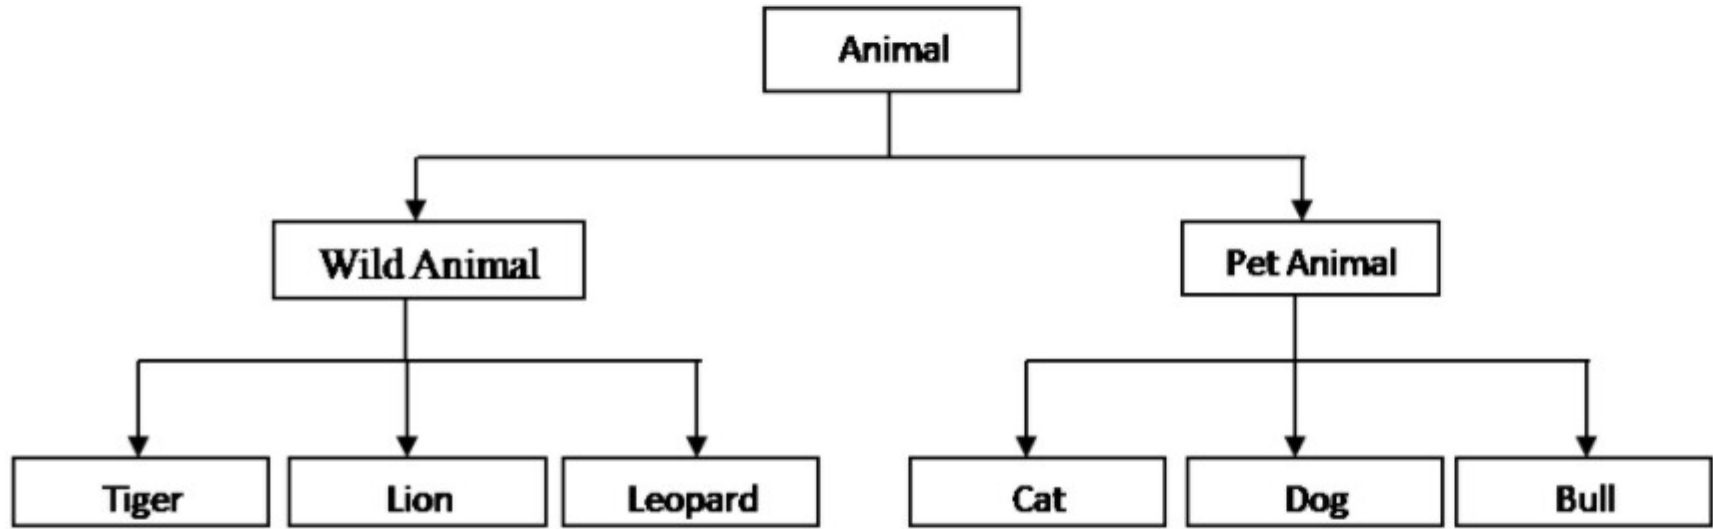 Animal
Wild Animal
Pet Animal
Tiger
Lion
Leopard
Cat
Dog
Bull